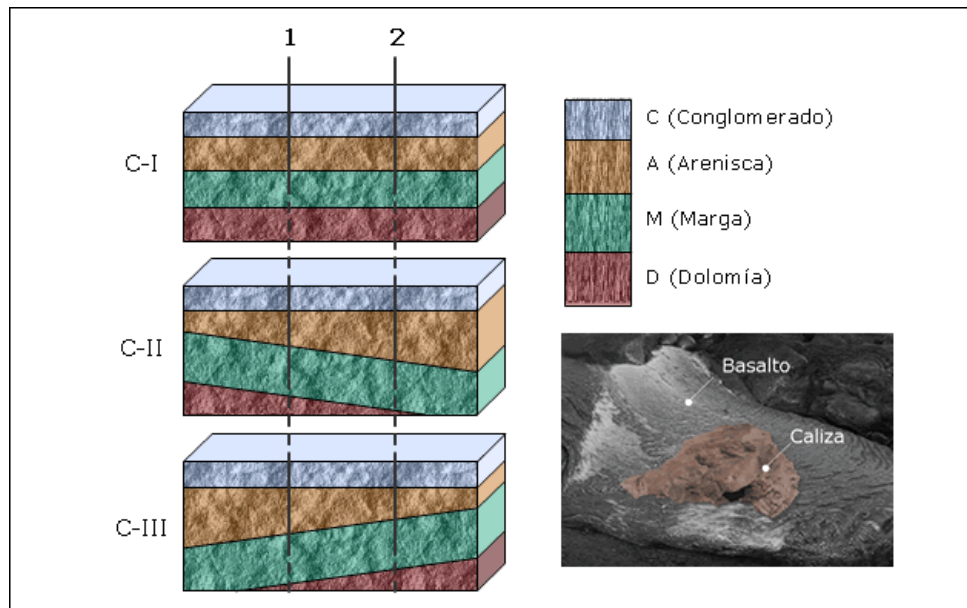 1 2
C-I
C-II
C-III
C (Conglomerado)
A (Arenisca)
M (Marga)
D (Dolomía)
Basalto
Caliza